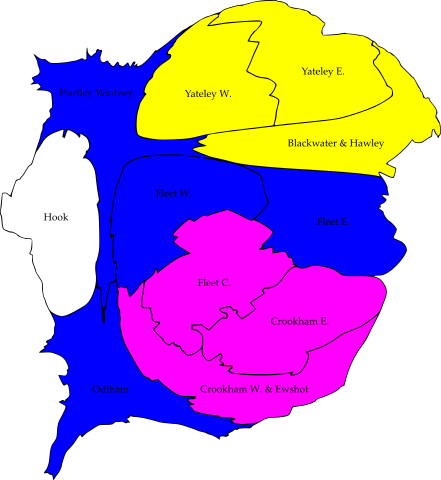 Yateley E.
Hartley Wintney
Yateley W.
Blackwater & Hawley
Fleet W.
Hook
Fleet E.
Fleet C.
Crookham E.
Odiham
Crookham W. & Ewshot